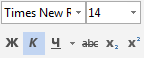 Times New R 14
Ж К Ч abc x₂ x²